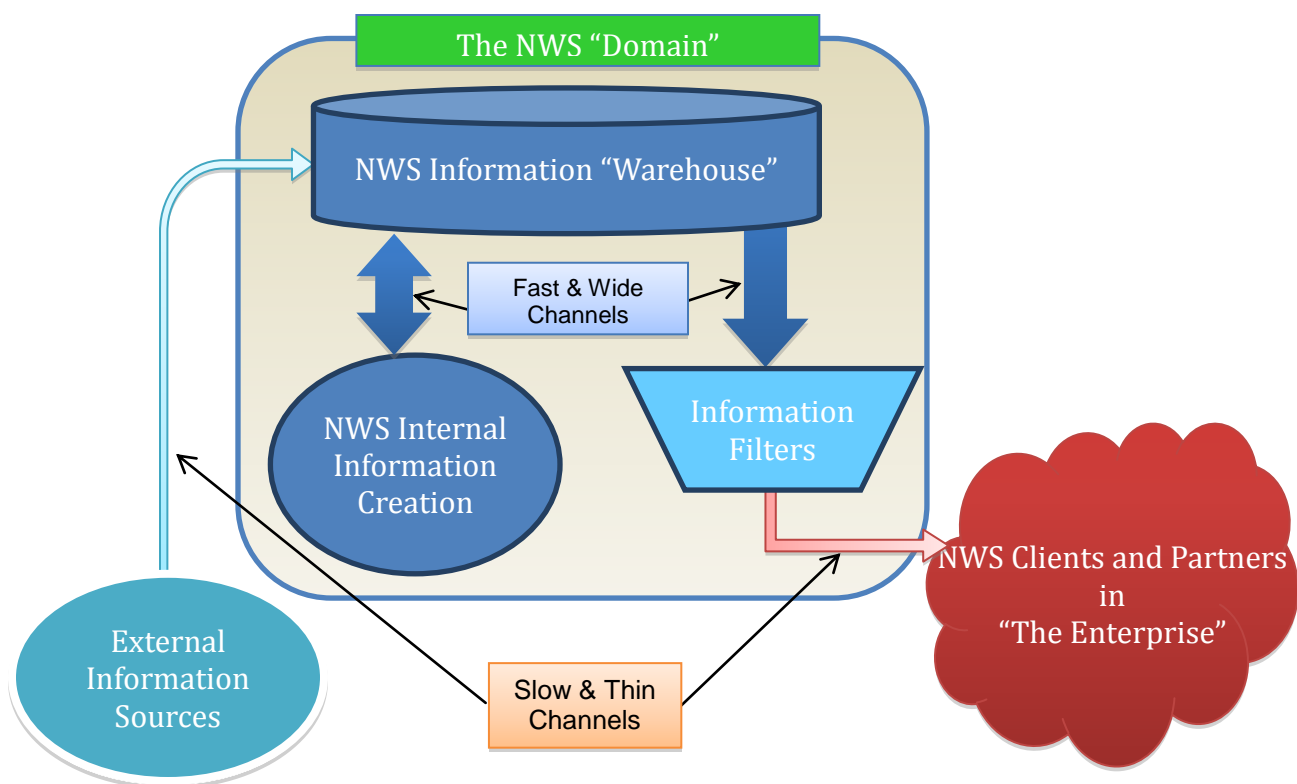 The NWS “Domain”
NWS Information “Warehouse”
Fast & Wide
Channels
NWS Internal
Information
Creation
Information
Filters
NWS Clients and Partners
in
“The Enterprise”
External
Information
Sources
Slow & Thin
Channels